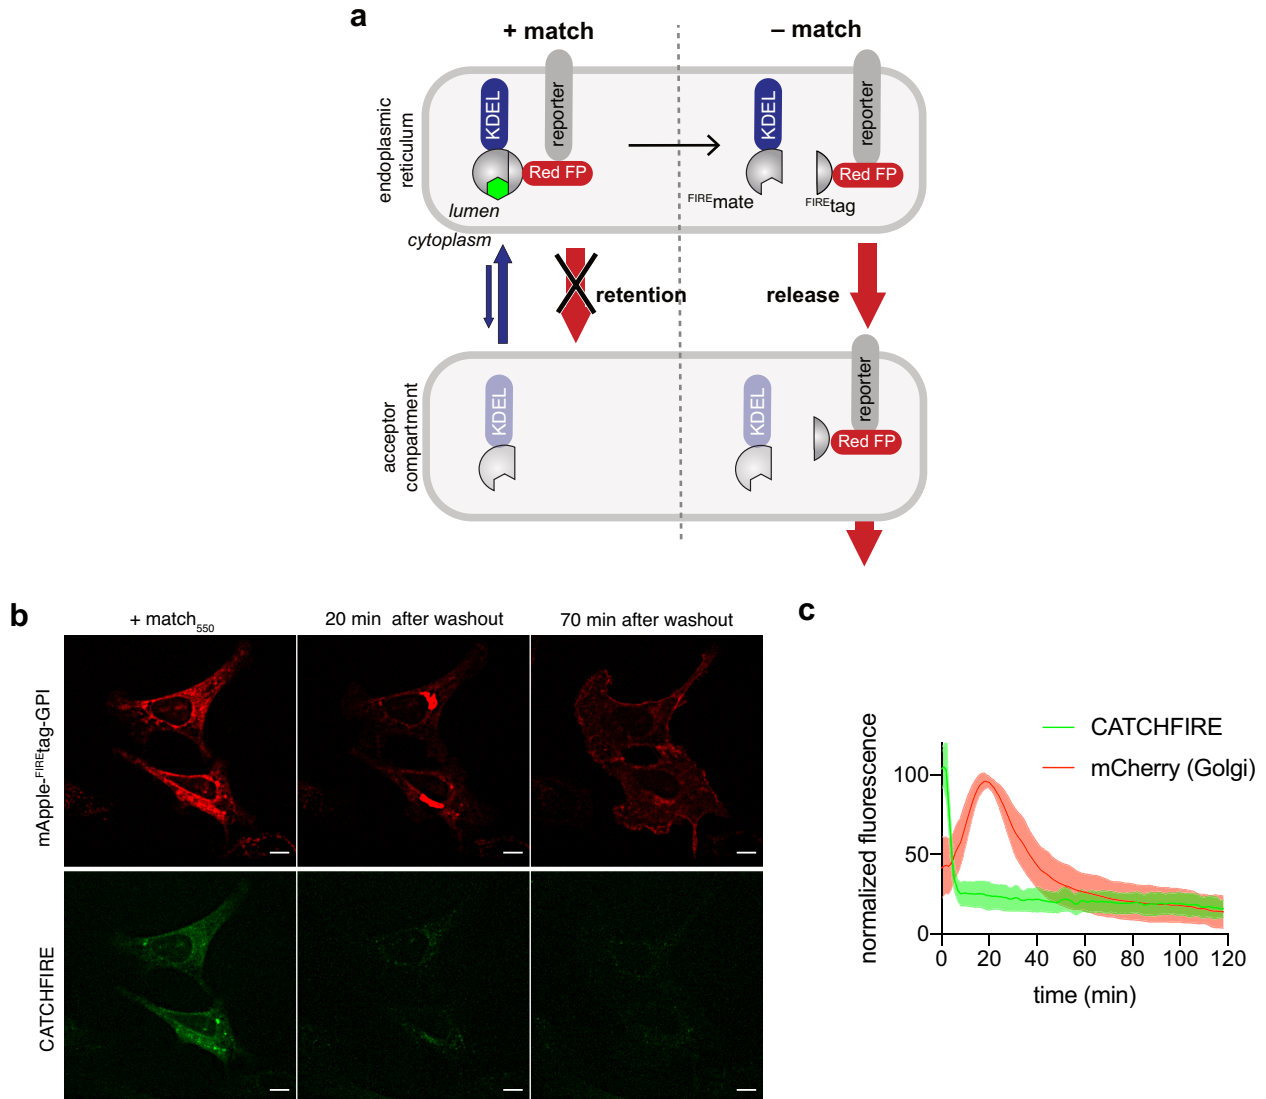 a
+ match
– match
endoplasmic
reticulum
KDEL
reporter
Red FP
KDEL
reporter
Red FP
FIREmate
FIREtag
lumen
cytoplasm
retention
release
acceptor
compartment
KDEL
KDEL
reporter
Red FP
b
+ match550
20 min after washout
70 min after washout
mApple-FIREtag-GPI
CATCHFIRE
c
CATCHFIRE
mCherry (Golgi)
normalized fluorescence
100
50
0
0 20 40 60 80 100 120
time (min)